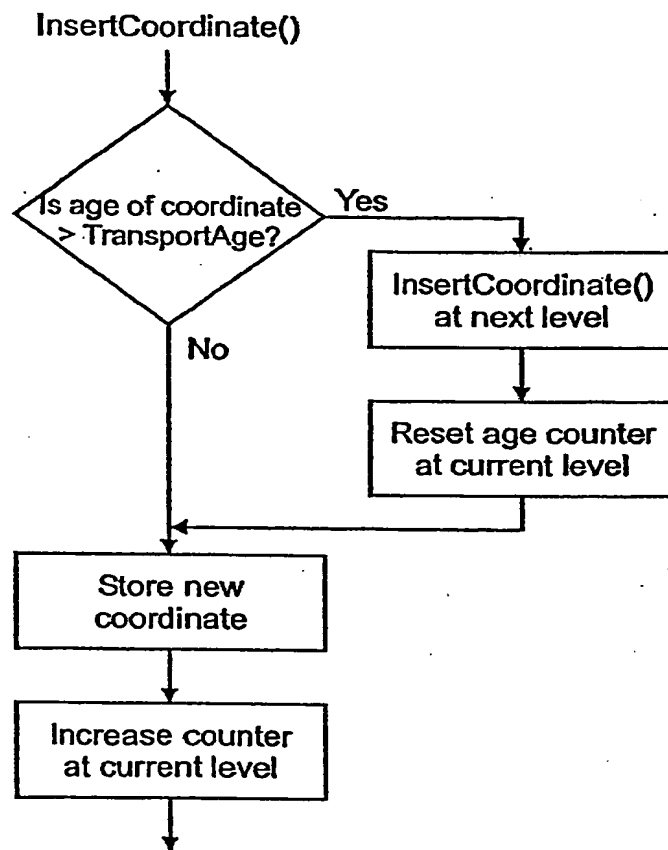 InsertCoordinate()
Is age of coordinate
> TransportAge?
Yes
InsertCoordinate()
at next level
No
Reset age counter
at current level
Store new
coordinate
Increase counter
at current level